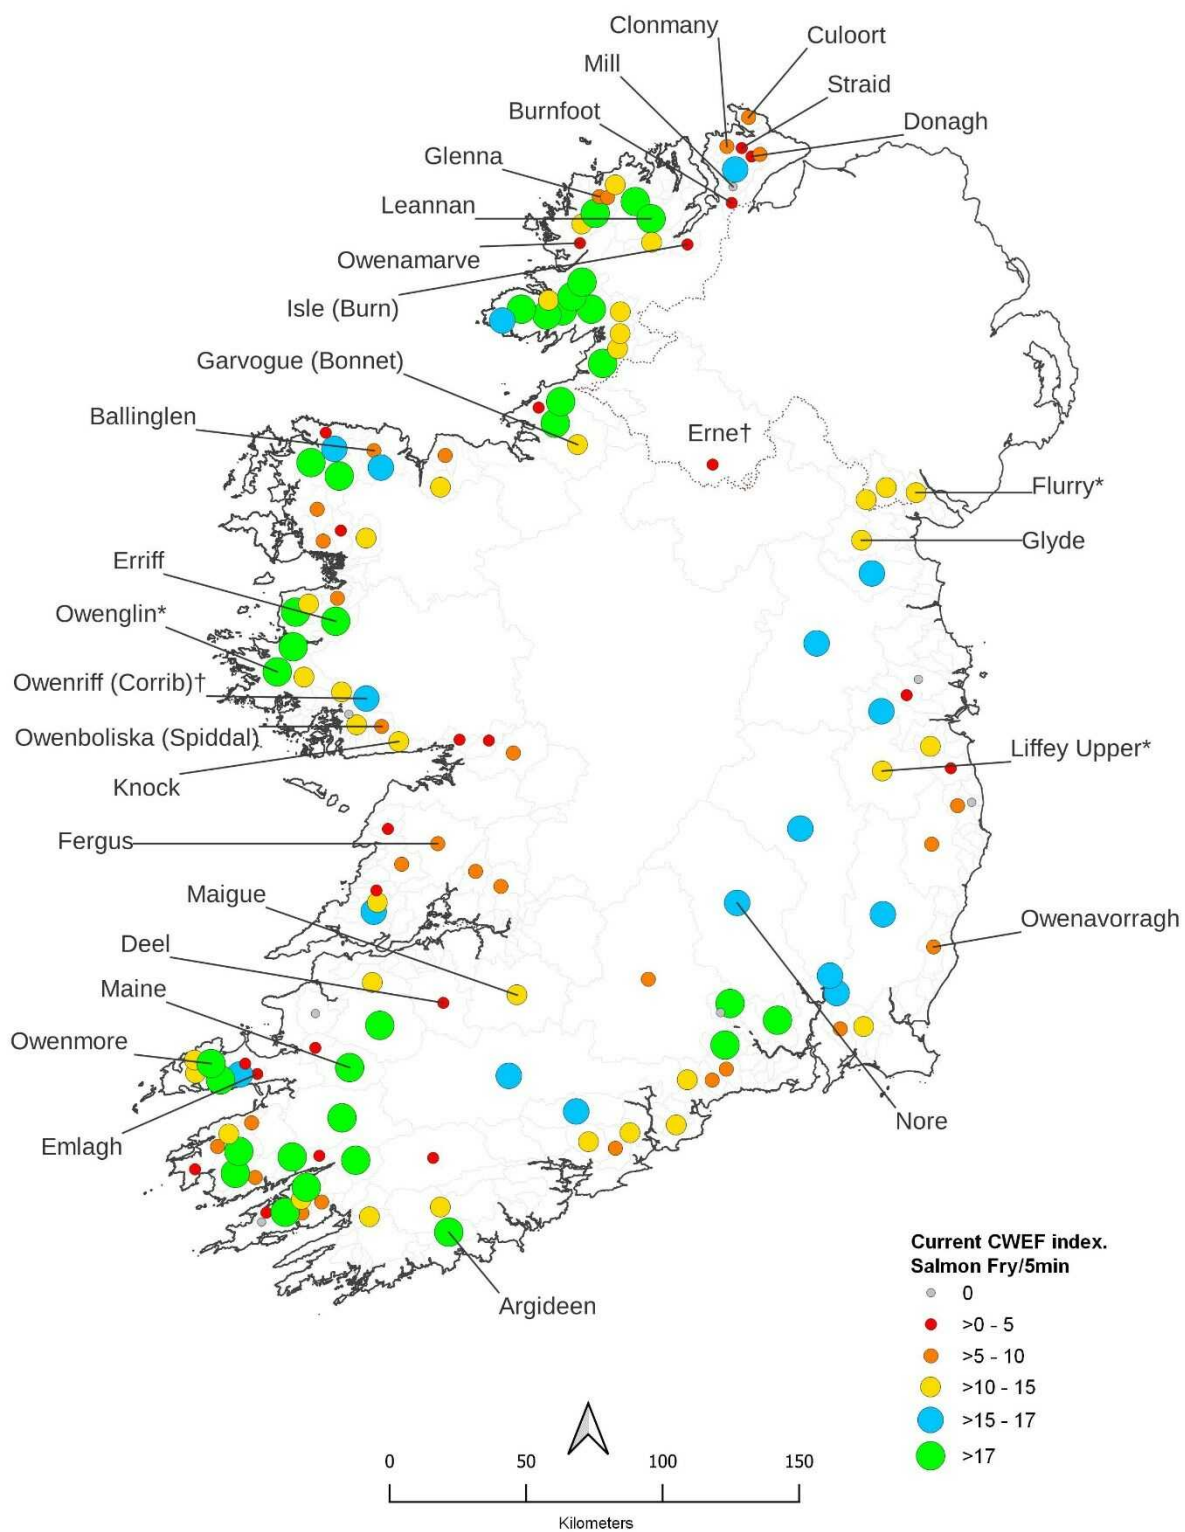 Clonmany
Culoort
Mill
Straid
Burnfoot
Donagh
Glenna
Leannan
Owenamarve
Isle (Burn)
Garvogue (Bonnet)
Ballinglen
Erne†
Flurry*
Glyde
Erriff
Owenglin*
Owenriff (Corrib)†
Owenboliska (Spiddal)
Liffey Upper*
Knock
Fergus
Maigue
Owenavorragh
Deel
Maine
Owenmore
Nore
Emlagh
Argideen
Current CWEF index.
Salmon Fry/5min
0
>0 - 5
>5 - 10
>10 - 15
>15 - 17
>17
0 50 100 150
Kilometers